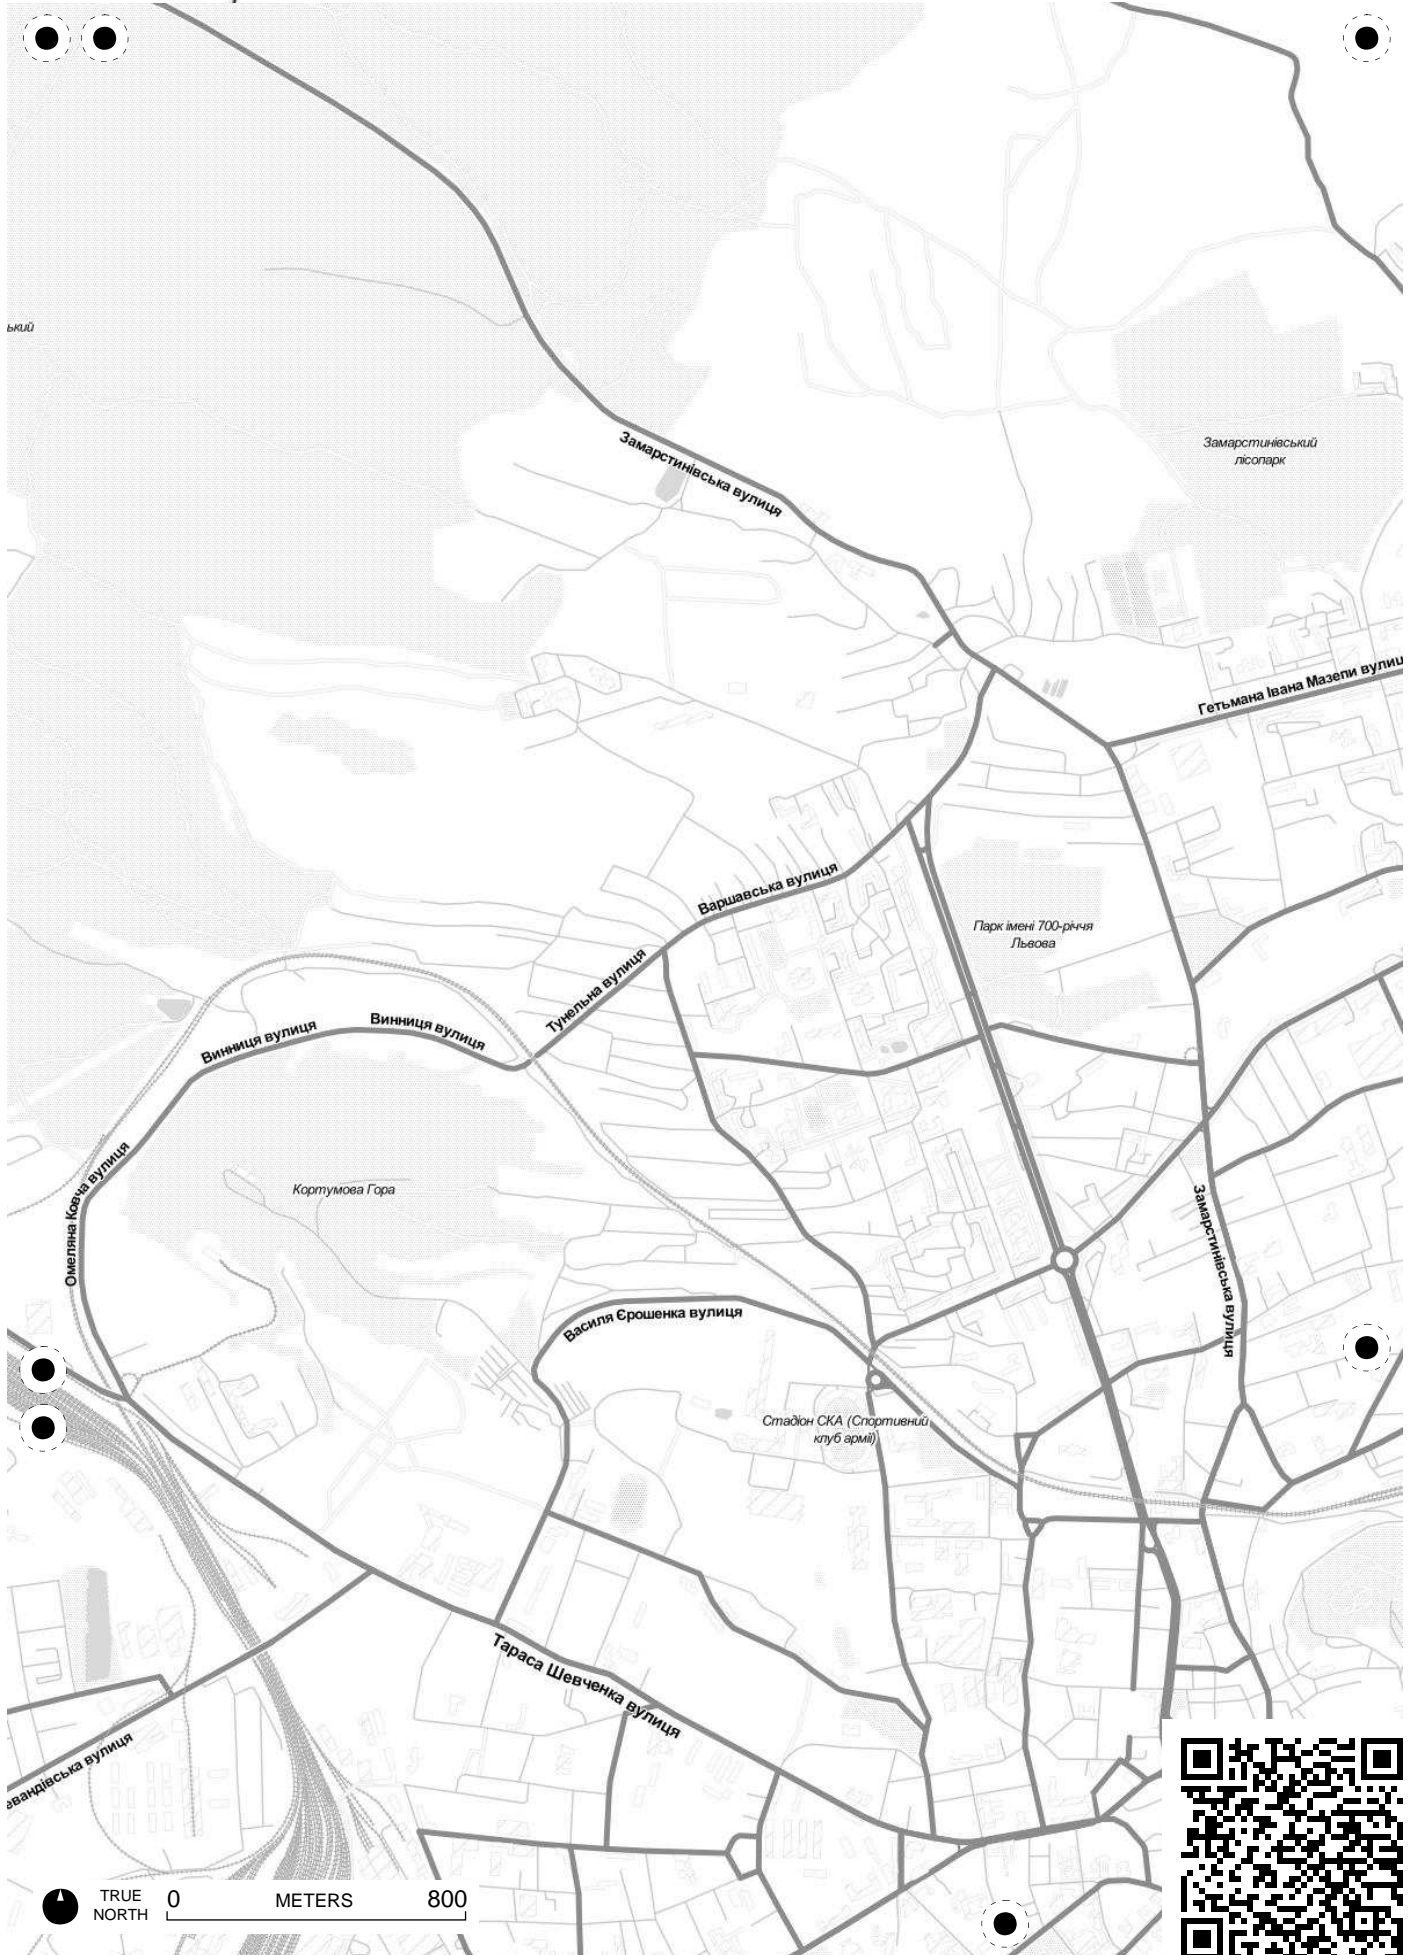 ький
Замарстинівська вулиця
Замарстинівський
лісопарк
Гетьмана Івана Мазепи вулиц
Варшавська вулиця
Парк імені 700-річчя
Львова
Тунельна вулиця
Винниця вулиця
Винниця вулиця
Омеляна Ковча вулиця
Кортумова Гора
Замарстинівська вулиця
Василя Єрошенка вулиця
Стадіон СКА (Спортивний
клуб армії)
Тараса Шевченка вулиця
евандівська вулиця
TRUE
NORTH
0 METERS 800